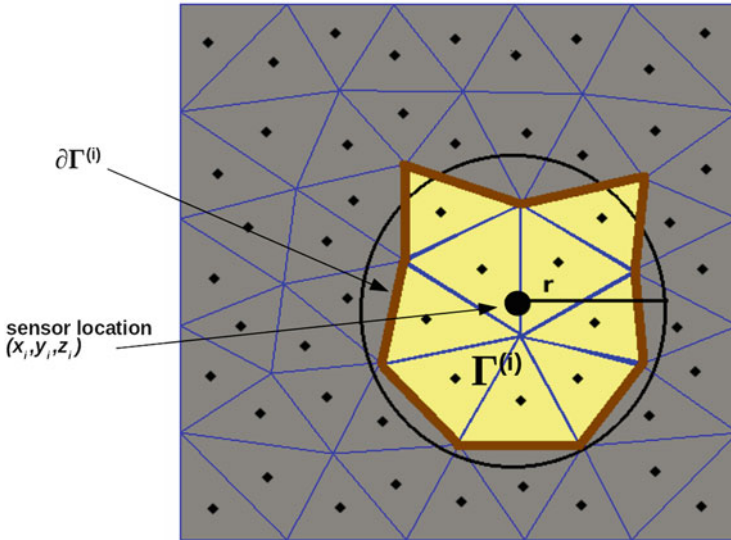 ∂Γ(i)
r
sensor location
(xi,yi,zi)
Γ(i)